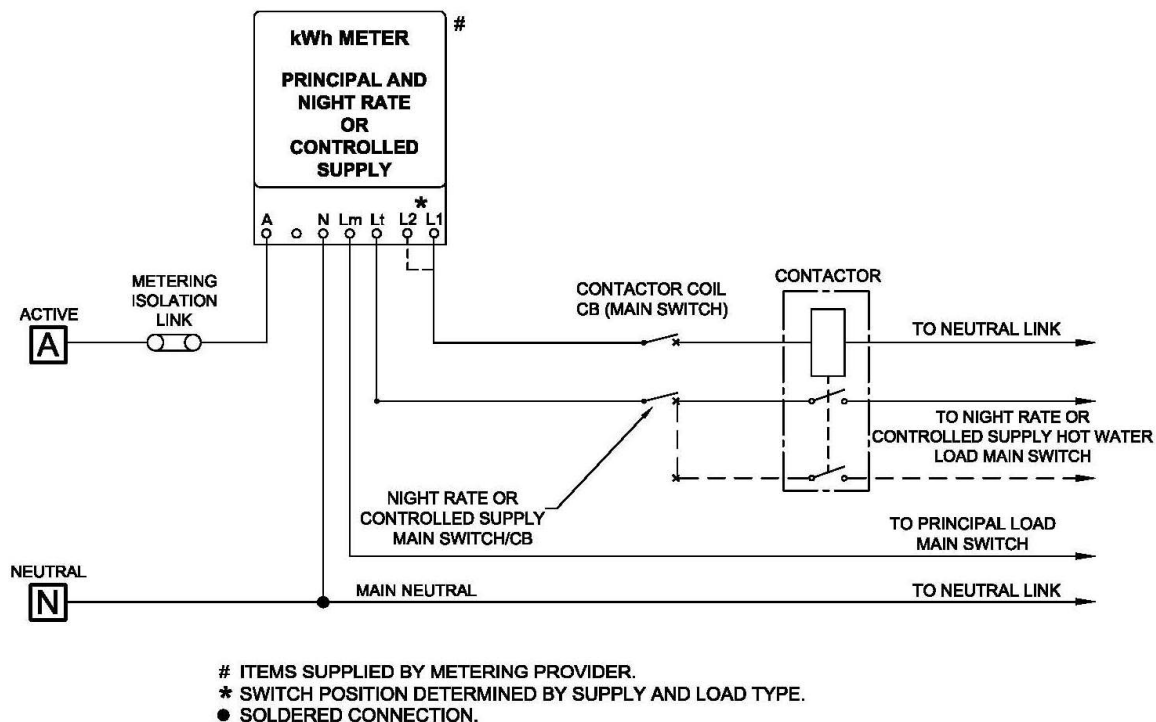 kWh METER
#
PRINCIPAL AND
NIGHT RATE
OR
CONTROLLED
SUPPLY
*
A N Lm Lt L2 L1
METERING
ISOLATION
LINK
ACTIVE
A
CONTACTOR COIL
CB (MAIN SWITCH)
CONTACTOR
TO NEUTRAL LINK
TO NIGHT RATE OR
CONTROLLED SUPPLY HOT WATER
LOAD MAIN SWITCH
NIGHT RATE OR
CONTROLLED SUPPLY
MAIN SWITCH/CB
TO PRINCIPAL LOAD
MAIN SWITCH
NEUTRAL
N
MAIN NEUTRAL
TO NEUTRAL LINK
# ITEMS SUPPLIED BY METERING PROVIDER.
* SWITCH POSITION DETERMINED BY SUPPLY AND LOAD TYPE.
● SOLDERED CONNECTION.